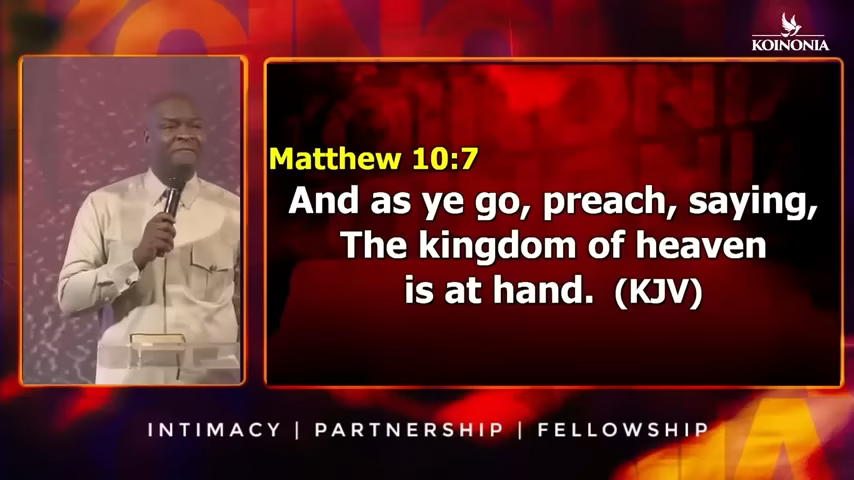 KOINONIA
Matthew 10:7
And as ye go, preach, saying,
The kingdom of heaven
is at hand. (KJV)
INTIMACY | PARTNERSHIP | FELLOWSHIP